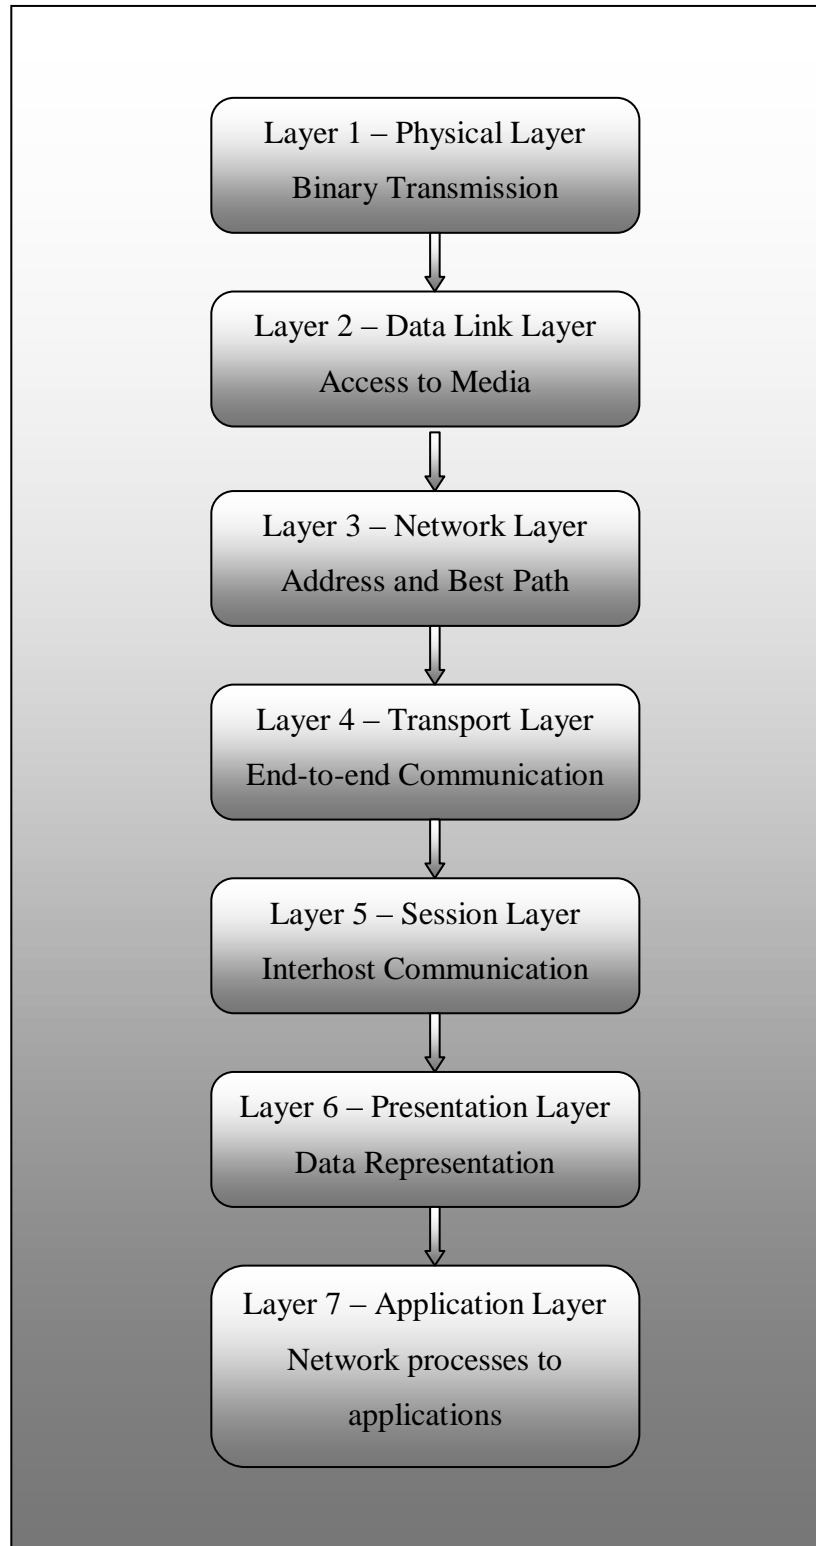 Layer 1 – Physical Layer
Binary Transmission
Layer 2 – Data Link Layer
Access to Media
Layer 3 – Network Layer
Address and Best Path
Layer 4 – Transport Layer
End-to-end Communication
Layer 5 – Session Layer
Interhost Communication
Layer 6 – Presentation Layer
Data Representation
Layer 7 – Application Layer
Network processes to
applications